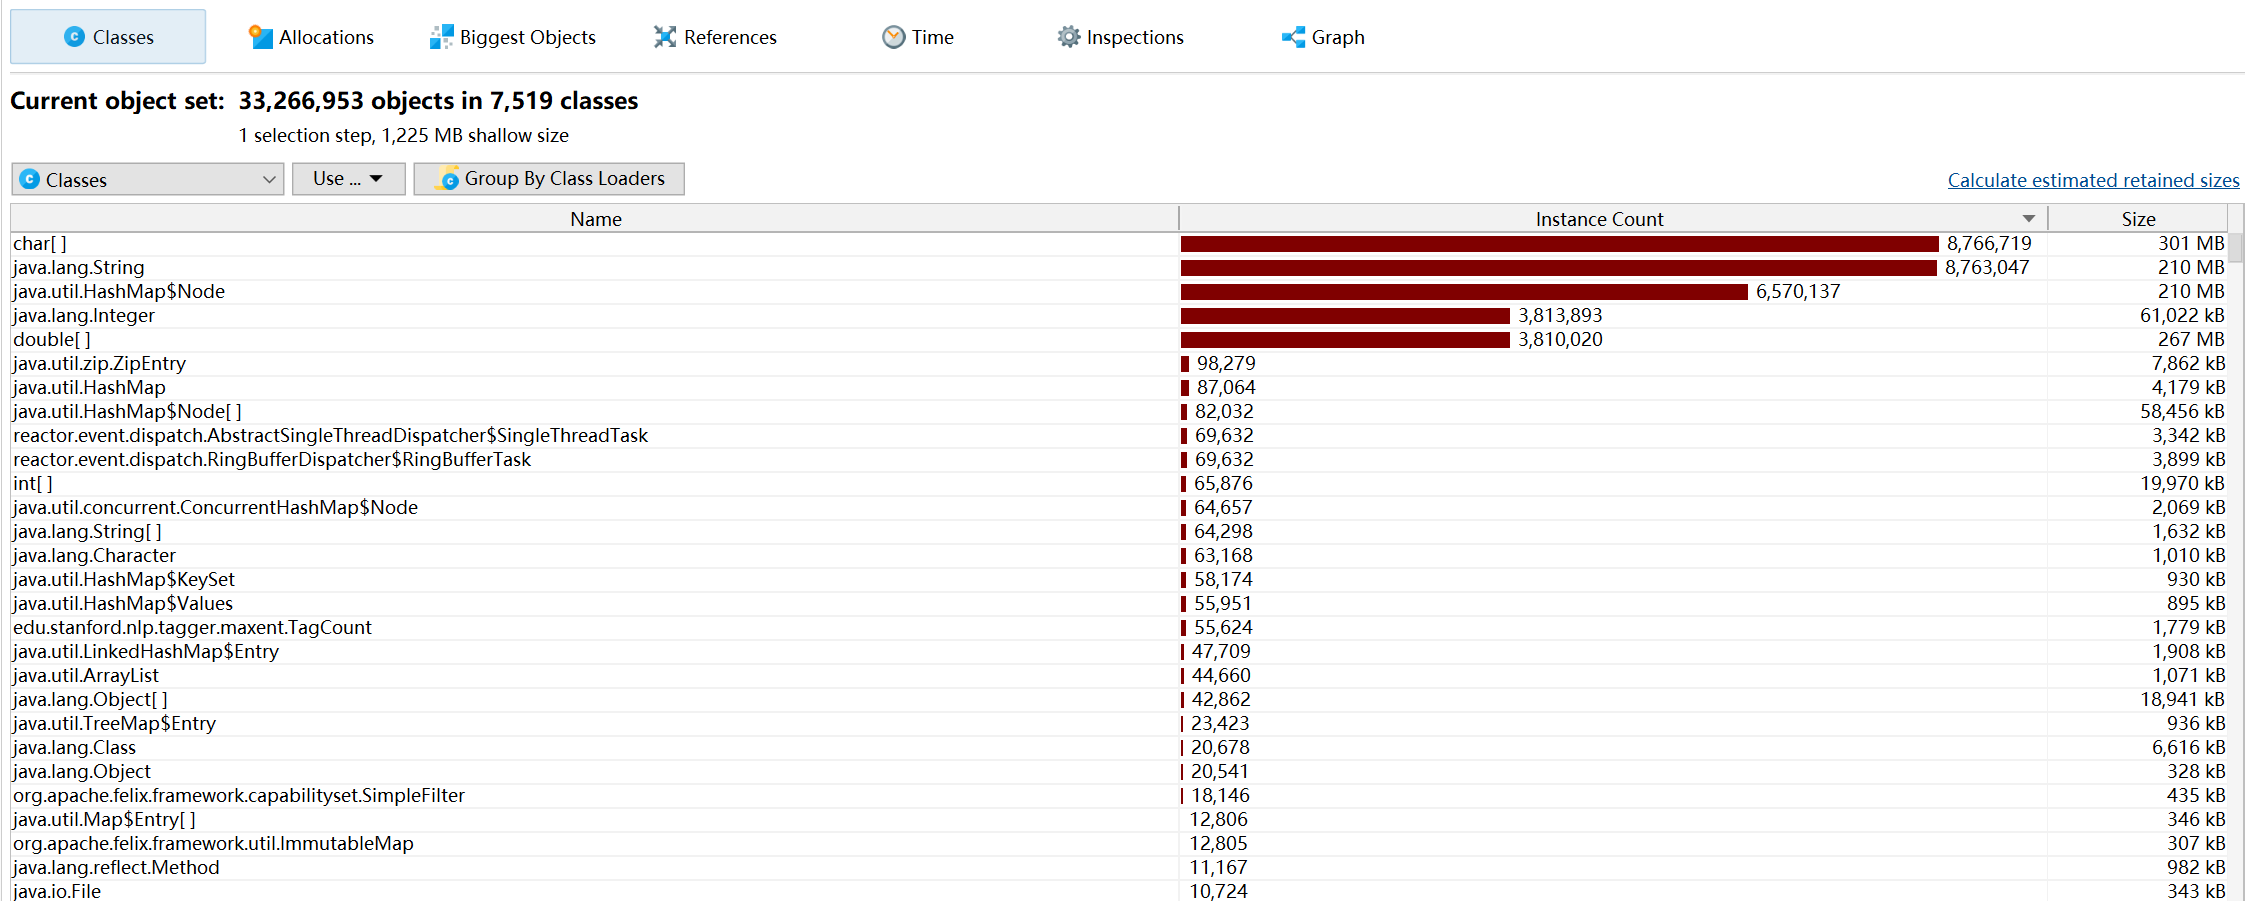 Classes Allocations Biggest Objects References Time Inspections Graph
Current object set: 33,266,953 objects in 7,519 classes
1 selection step, 1,225 MB shallow size
Classes Use ... Group By Class Loaders Calculate estimated retained sizes
Name Instance Count Size
char[ ] 8,766,719 301 MB
java.lang.String 8,763,047 210 MB
java.util.HashMap$Node 6,570,137 210 MB
java.lang.Integer 3,813,893 61,022 kB
double[ ] 3,810,020 267 MB
java.util.zip.ZipEntry 98,279 7,862 kB
java.util.HashMap 87,064 4,179 kB
java.util.HashMap$Node[ ] 82,032 58,456 kB
reactor.event.dispatch.AbstractSingleThreadDispatcher$SingleThreadTask 69,632 3,342 kB
reactor.event.dispatch.RingBufferDispatcher$RingBufferTask 69,632 3,899 kB
int[ ] 65,876 19,970 kB
java.util.concurrent.ConcurrentHashMap$Node 64,657 2,069 kB
java.lang.String[ ] 64,298 1,632 kB
java.lang.Character 63,168 1,010 kB
java.util.HashMap$KeySet 58,174 930 kB
java.util.HashMap$Values 55,951 895 kB
edu.stanford.nlp.tagger.maxent.TagCount 55,624 1,779 kB
java.util.LinkedHashMap$Entry 47,709 1,908 kB
java.util.ArrayList 44,660 1,071 kB
java.lang.Object[ ] 42,862 18,941 kB
java.util.TreeMap$Entry 23,423 936 kB
java.lang.Class 20,678 6,616 kB
java.lang.Object 20,541 328 kB
org.apache.felix.framework.capabilityset.SimpleFilter 18,146 435 kB
java.util.Map$Entry[ ] 12,806 346 kB
org.apache.felix.framework.util.ImmutableMap 12,805 307 kB
java.lang.reflect.Method 11,167 982 kB
java.io.File 10,724 343 kB